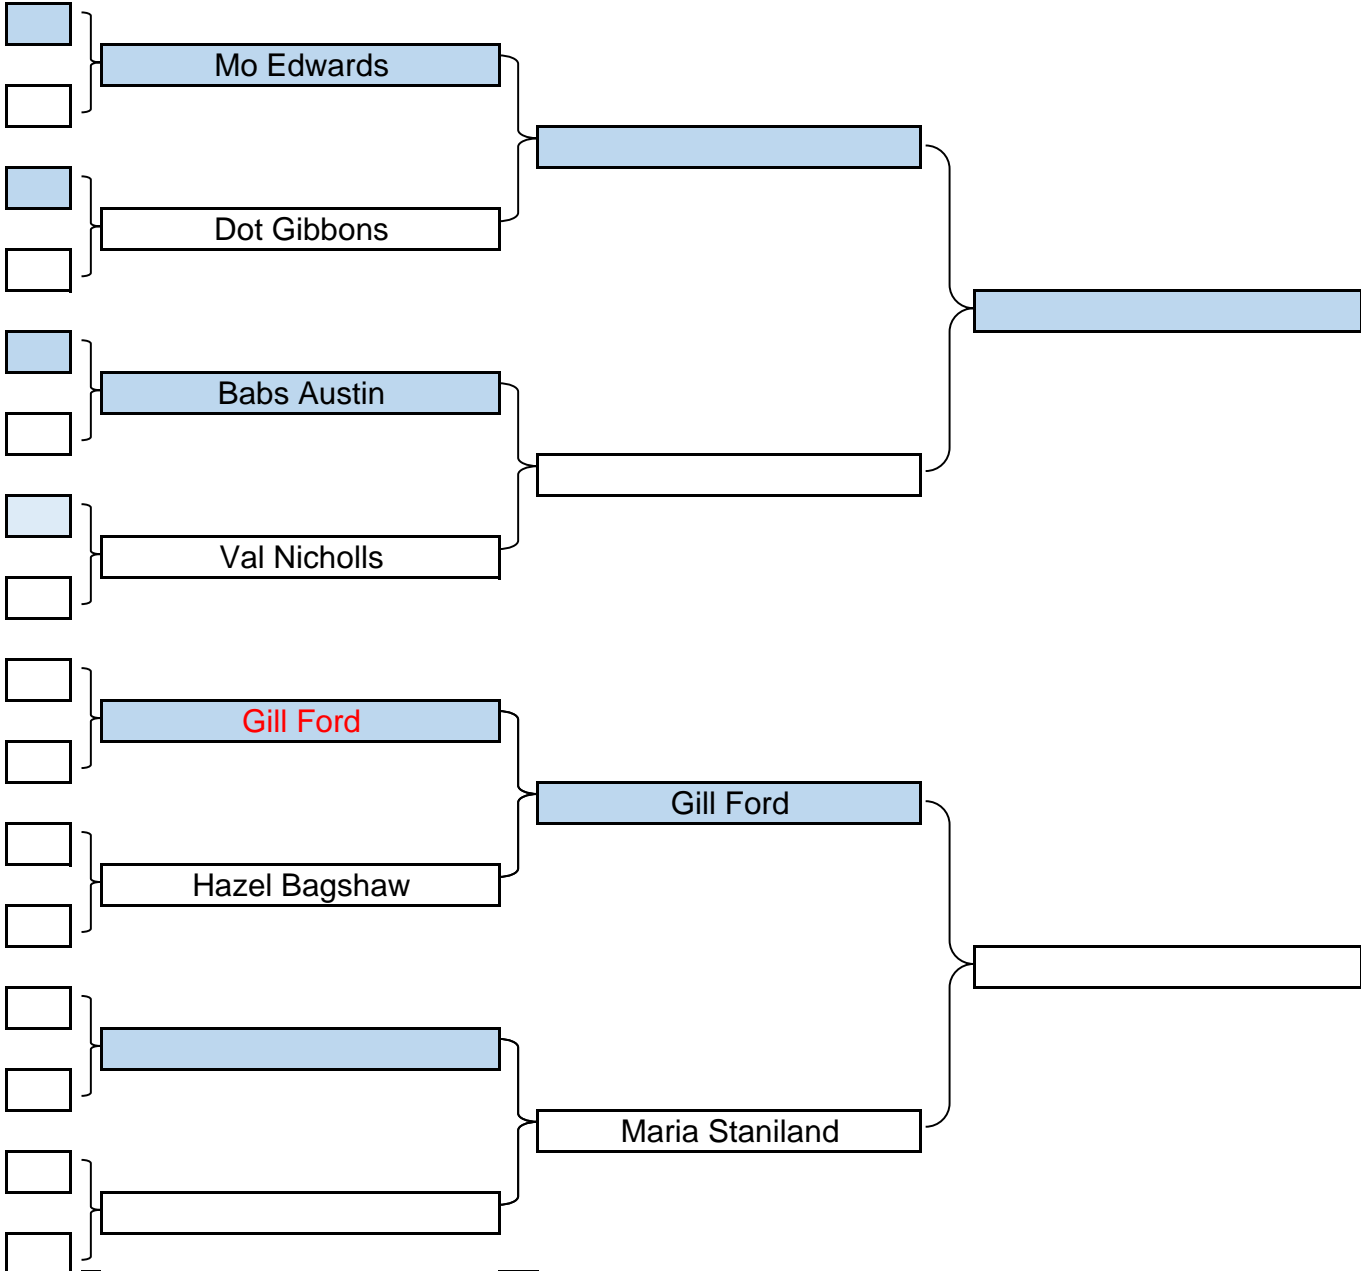 Mo Edwards
Dot Gibbons
Babs Austin
Val Nicholls
Gill Ford
Gill Ford
Hazel Bagshaw
Maria Staniland